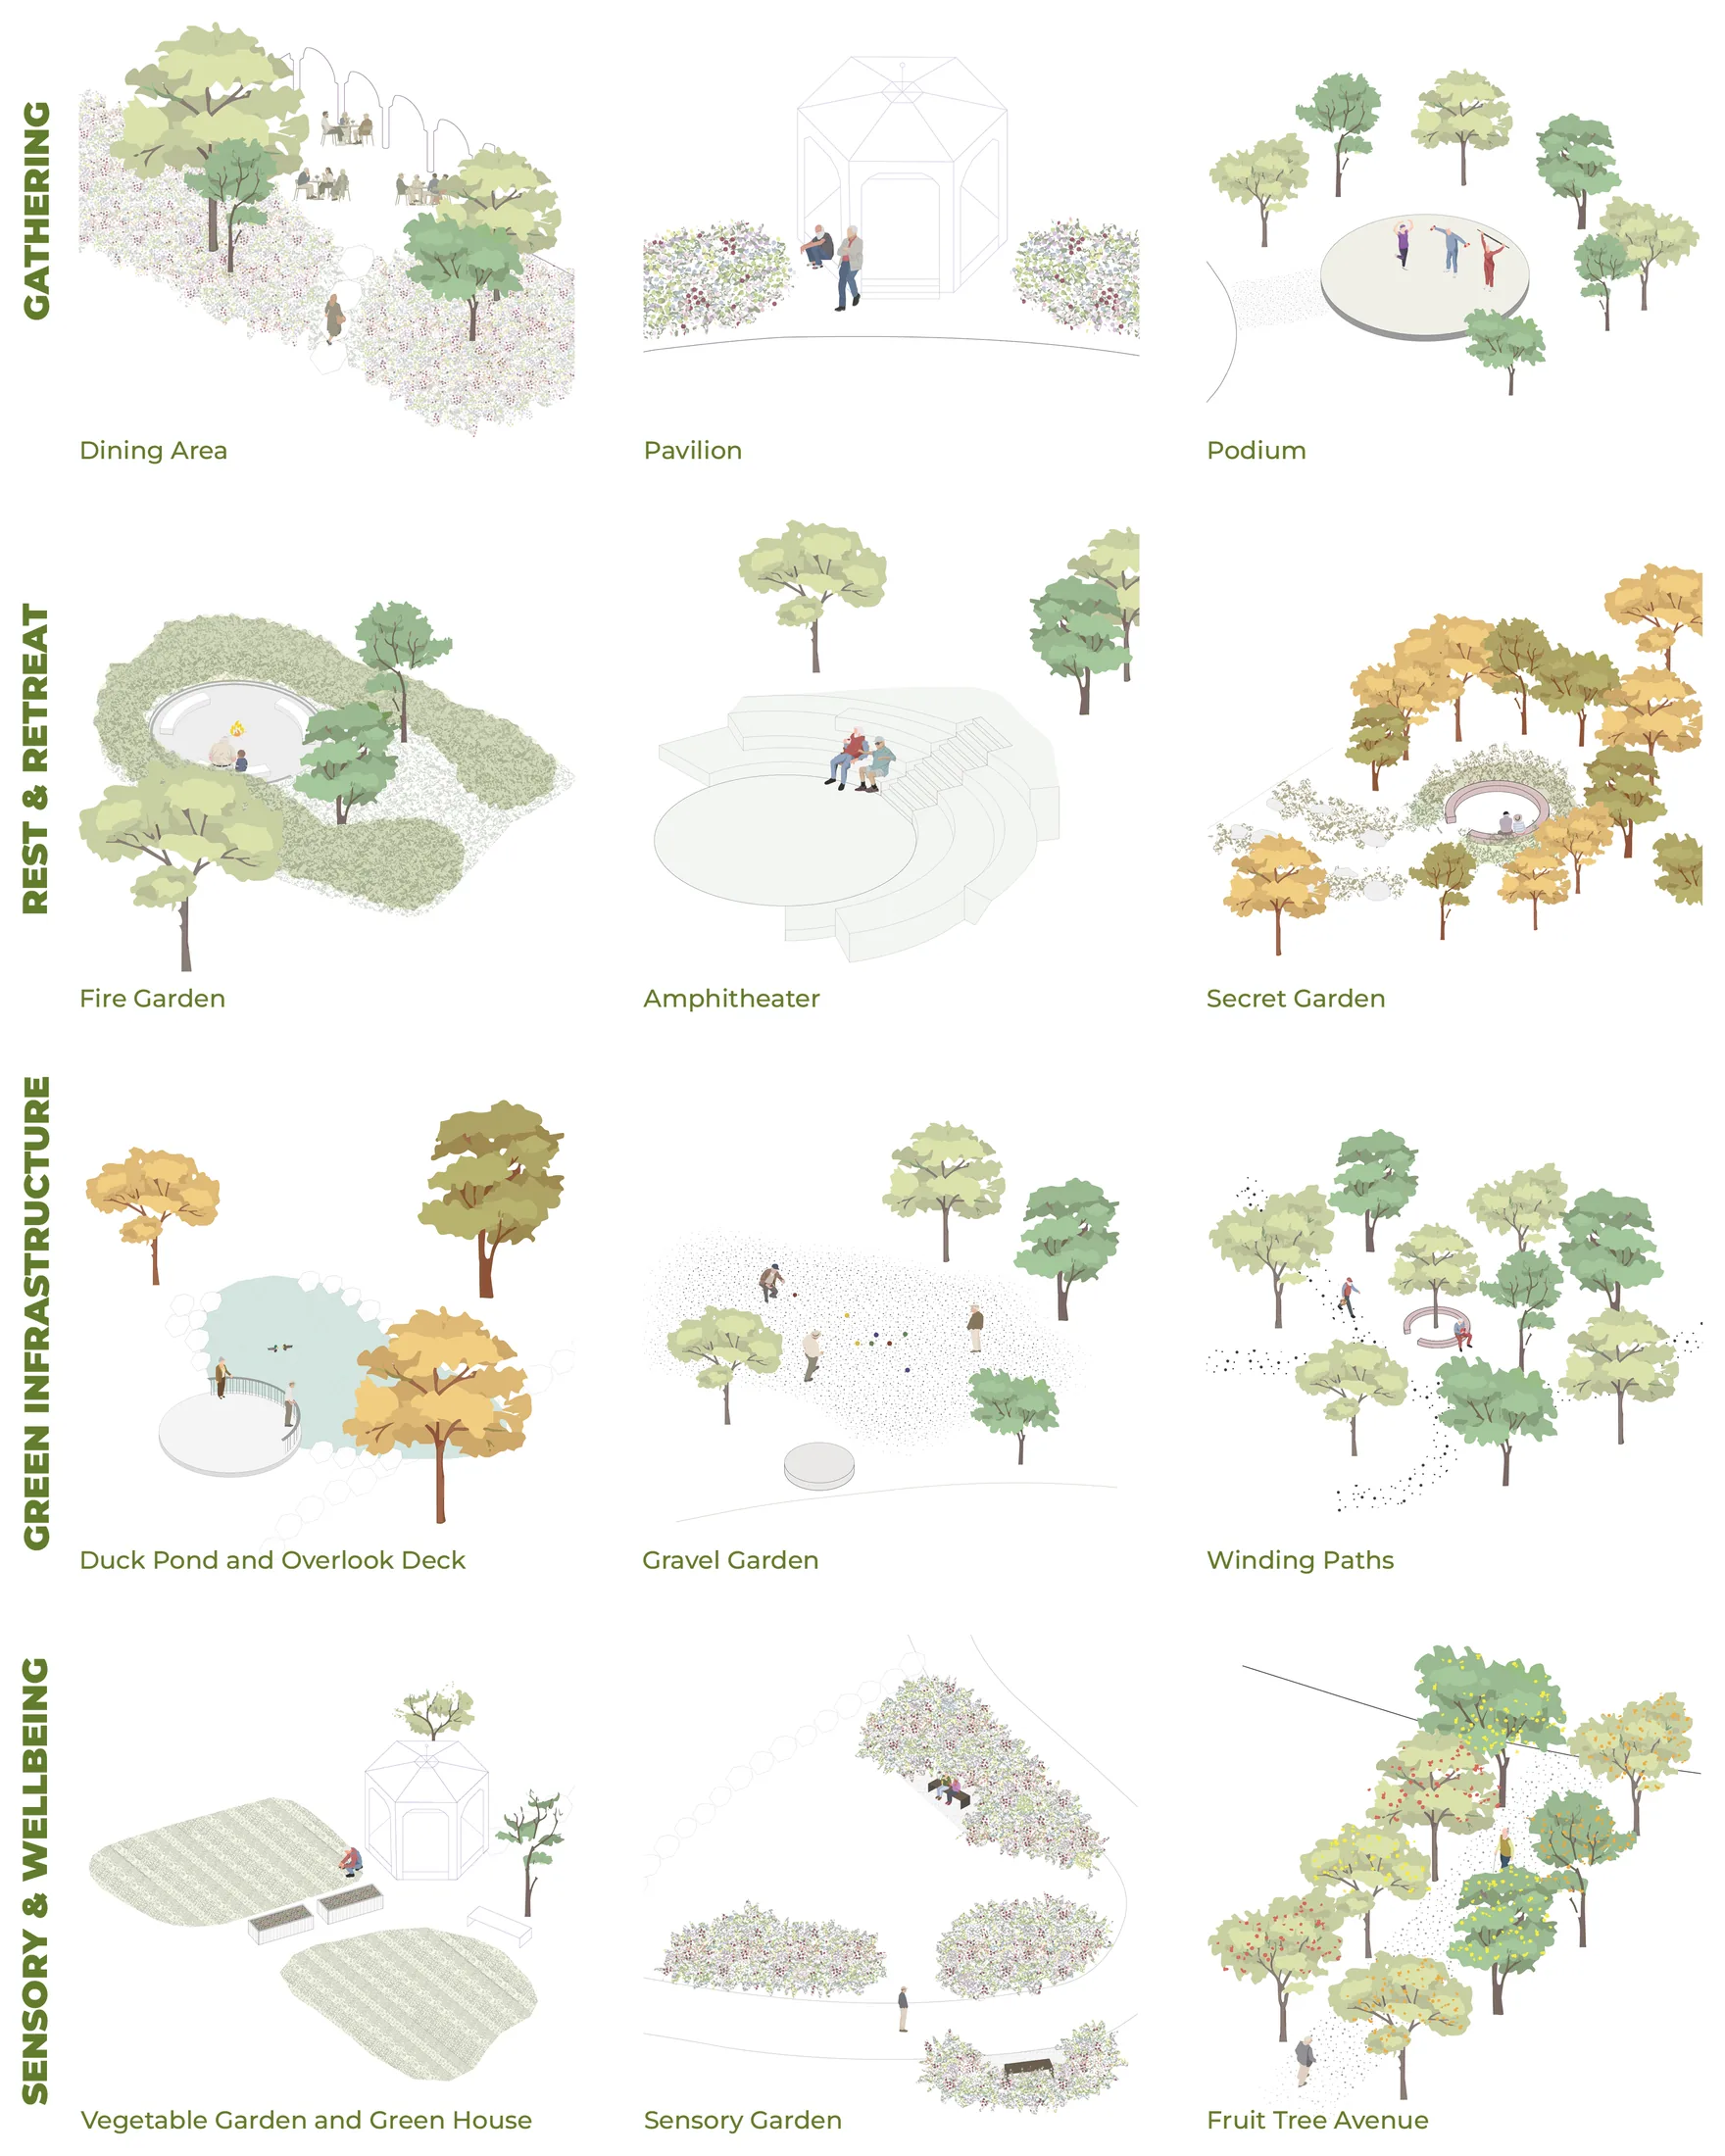 GATHERING
Dining Area
Pavilion
Podium
REST & RETREAT
Fire Garden
Amphitheater
Secret Garden
GREEN INFRASTRUCTURE
Duck Pond and Overlook Deck
Gravel Garden
Winding Paths
SENSORY & WELLBEING
Vegetable Garden and Green House
Sensory Garden
Fruit Tree Avenue